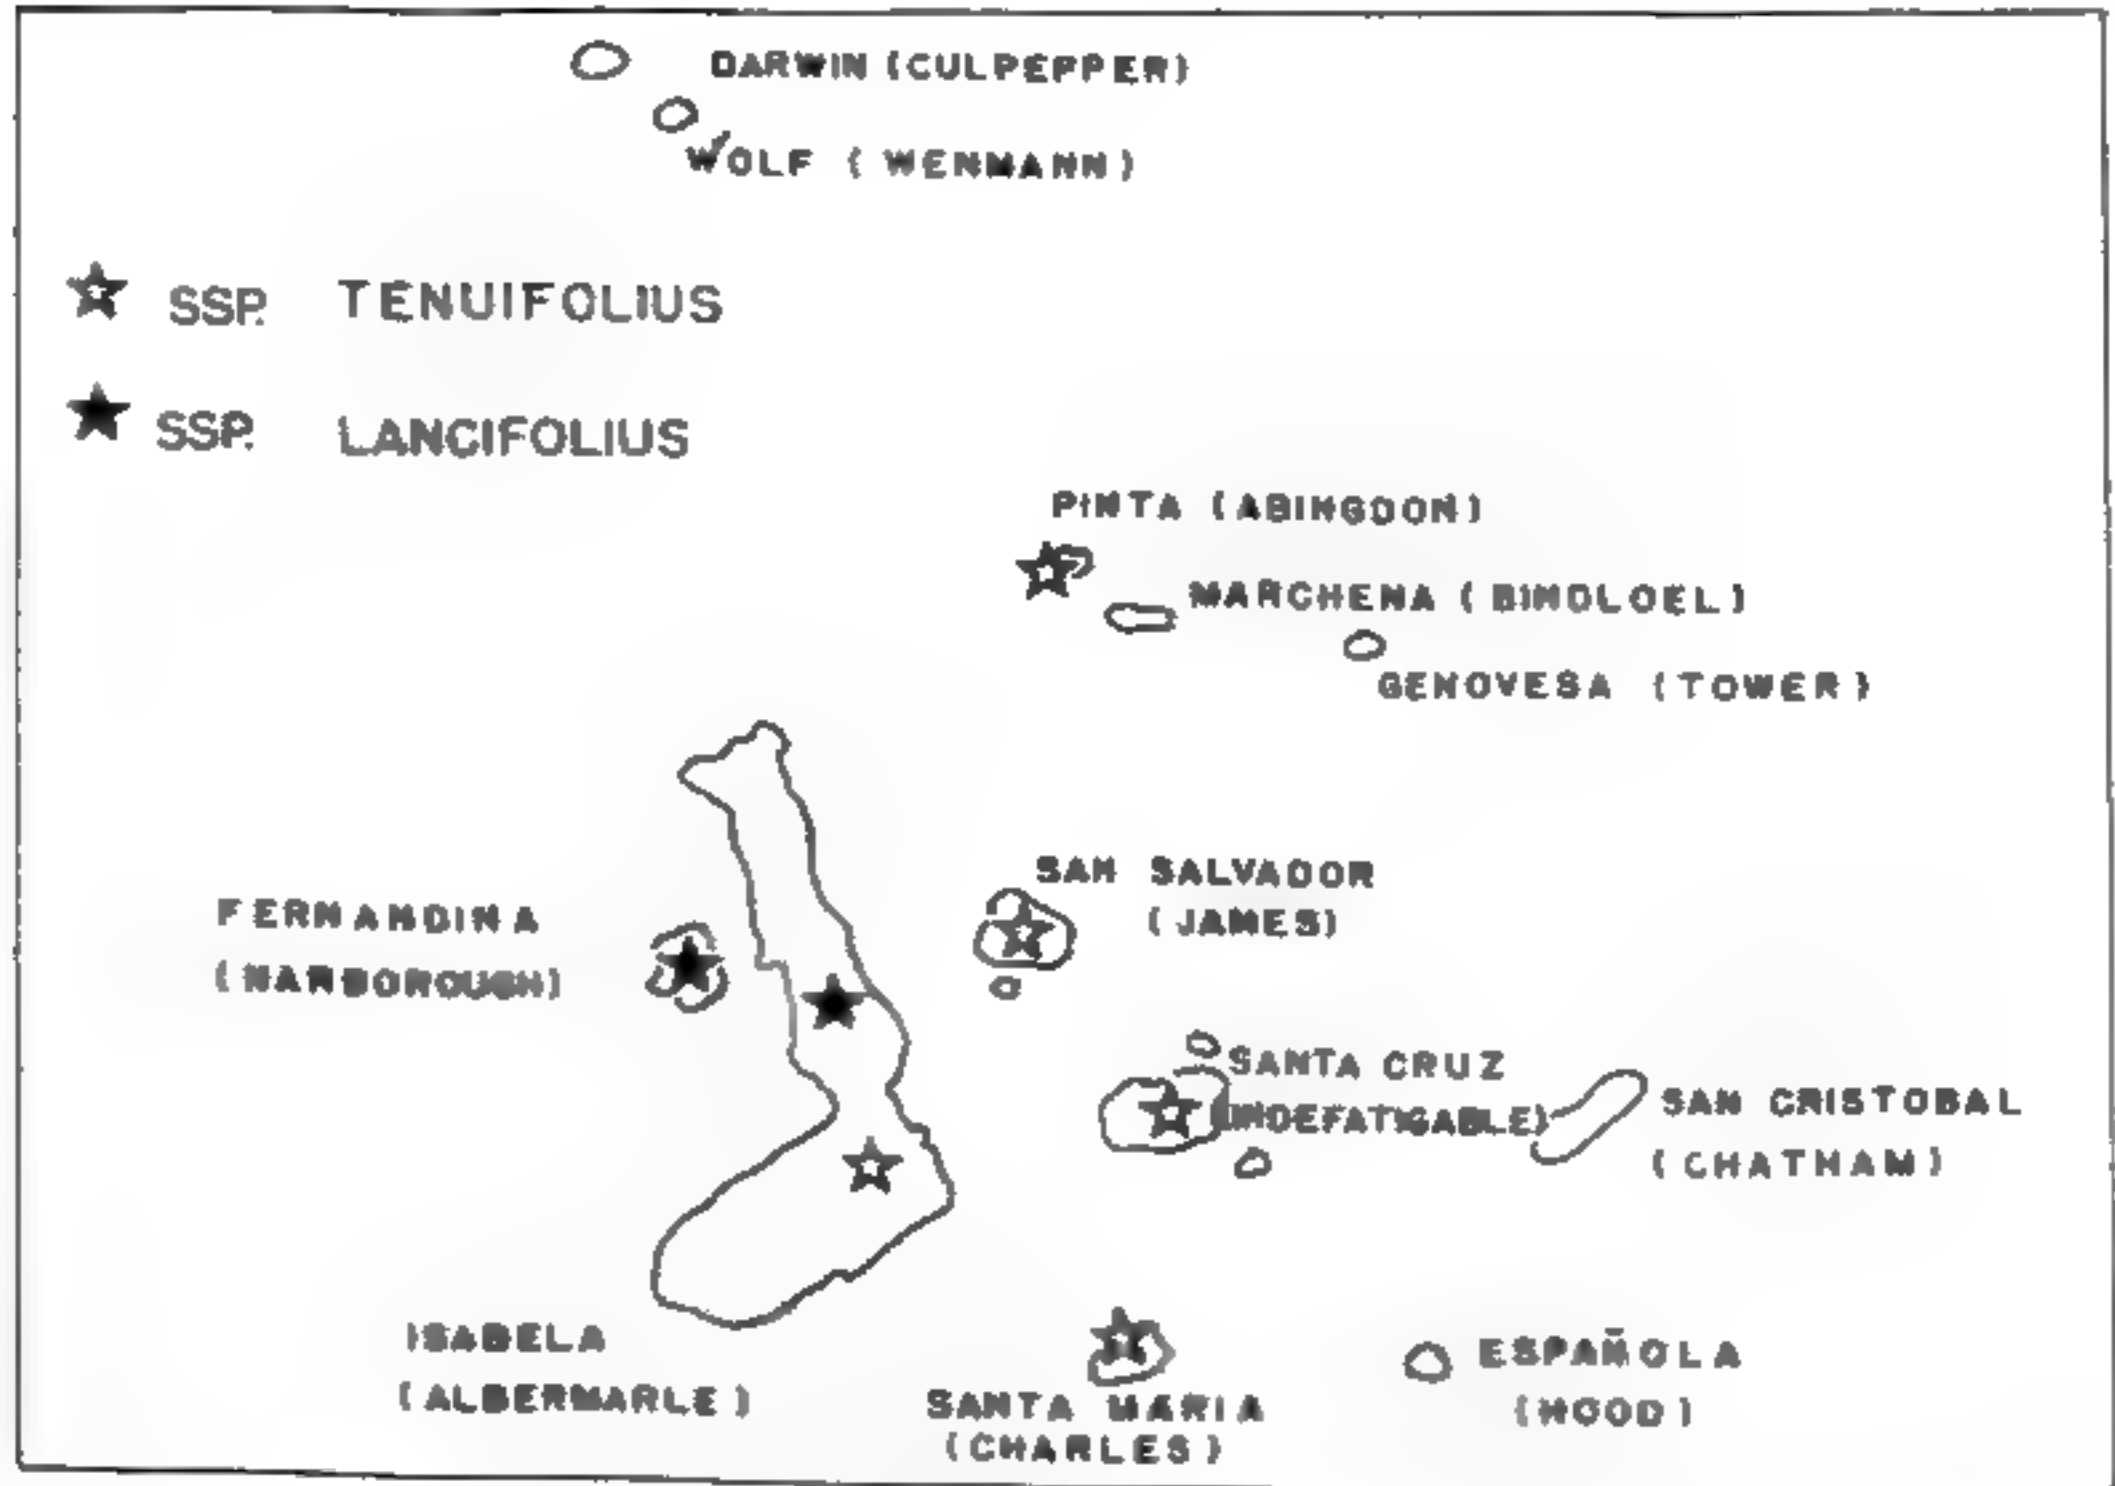 DARWIN (CULPEPPER)
WOLF (WENMANN)
SSP. TENUIFOLIUS
SSP. LANCIFOLIUS
PINTA (ABINGDON)
MARCHENA (BINDLOEL)
GENOVESA (TOWER)
SAN SALVADOR
(JAMES)
FERNANDINA
(NARBOROUGH)
SANTA CRUZ
(INDEFATIGABLE)
SAN CRISTOBAL
(CHATHAM)
ISABELA
(ALBERMARLE)
SANTA MARIA
(CHARLES)
ESPAÑOLA
(HOOD)